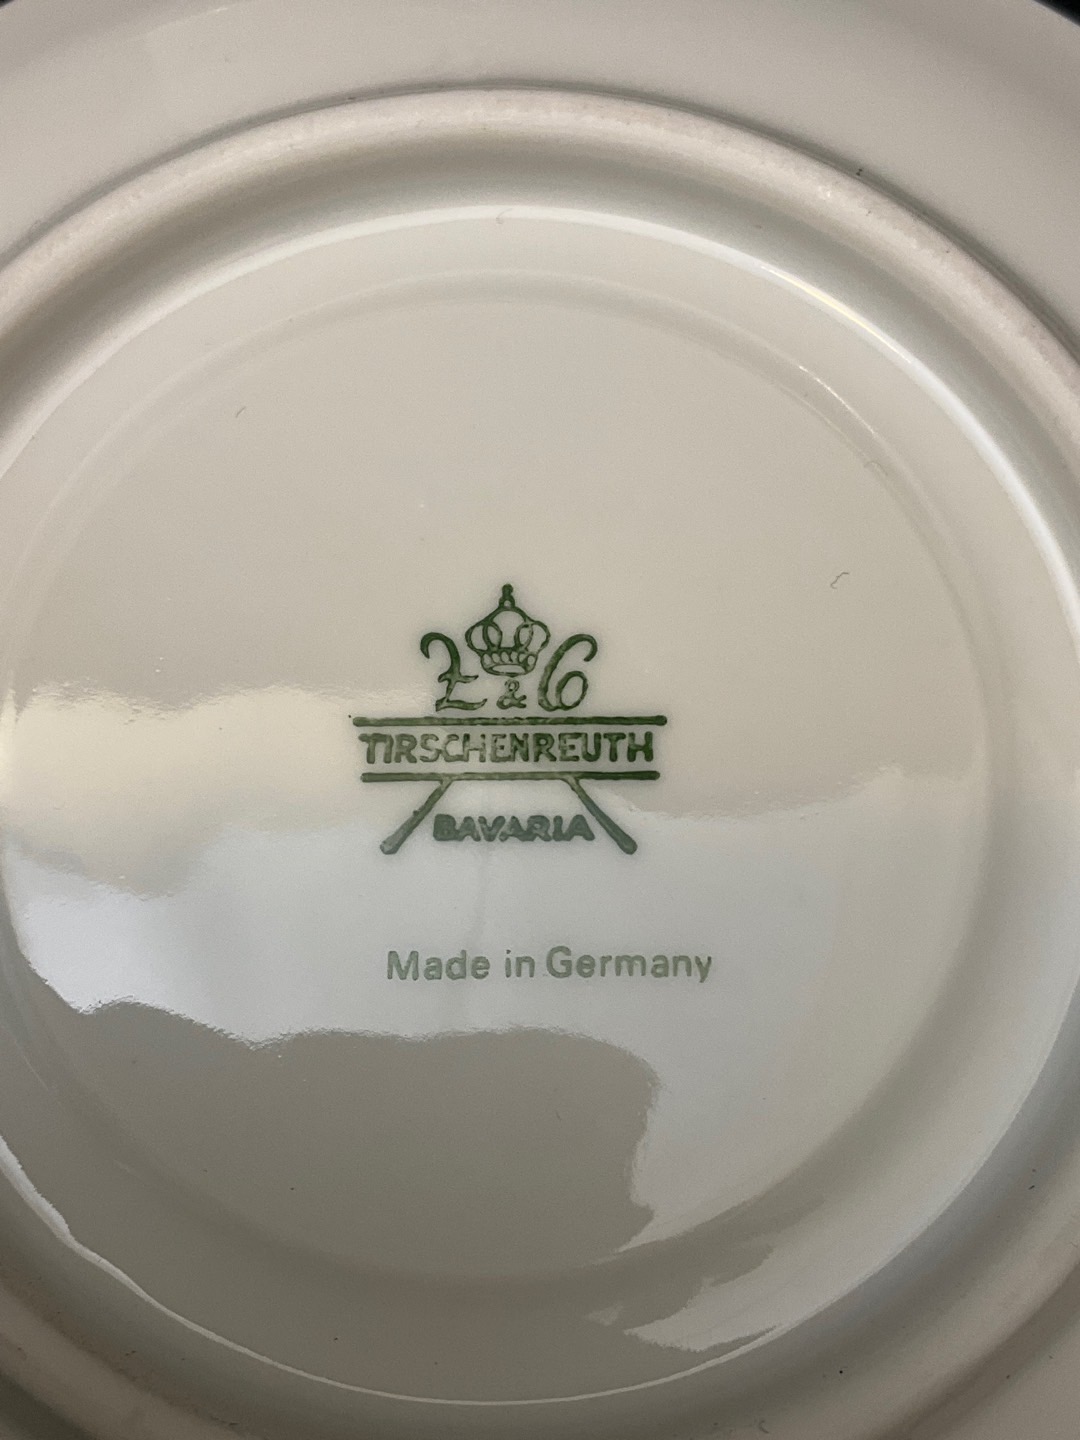 L & C
TIRSCHENREUTH
BAVARIA
Made in Germany